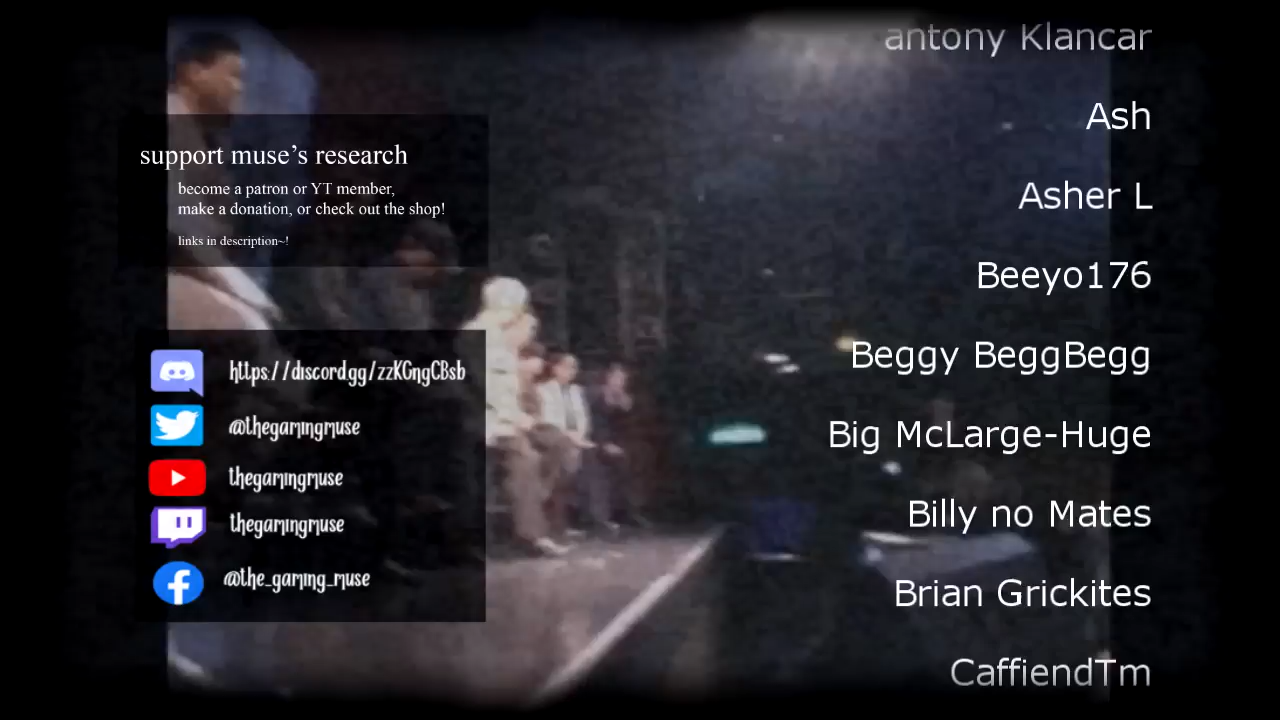 support muse's research
become a patron or YT member,
make a donation, or check out the shop!
links in description~!
https://discord.gg/zzKGngCBsb
@thegamingmuse
thegamingmuse
thegamingmuse
@the_gaming_muse
antony Klancar
Ash
Asher L
Beeyo176
Beggy BeggBegg
Big McLarge-Huge
Billy no Mates
Brian Grickites
CaffiendTm